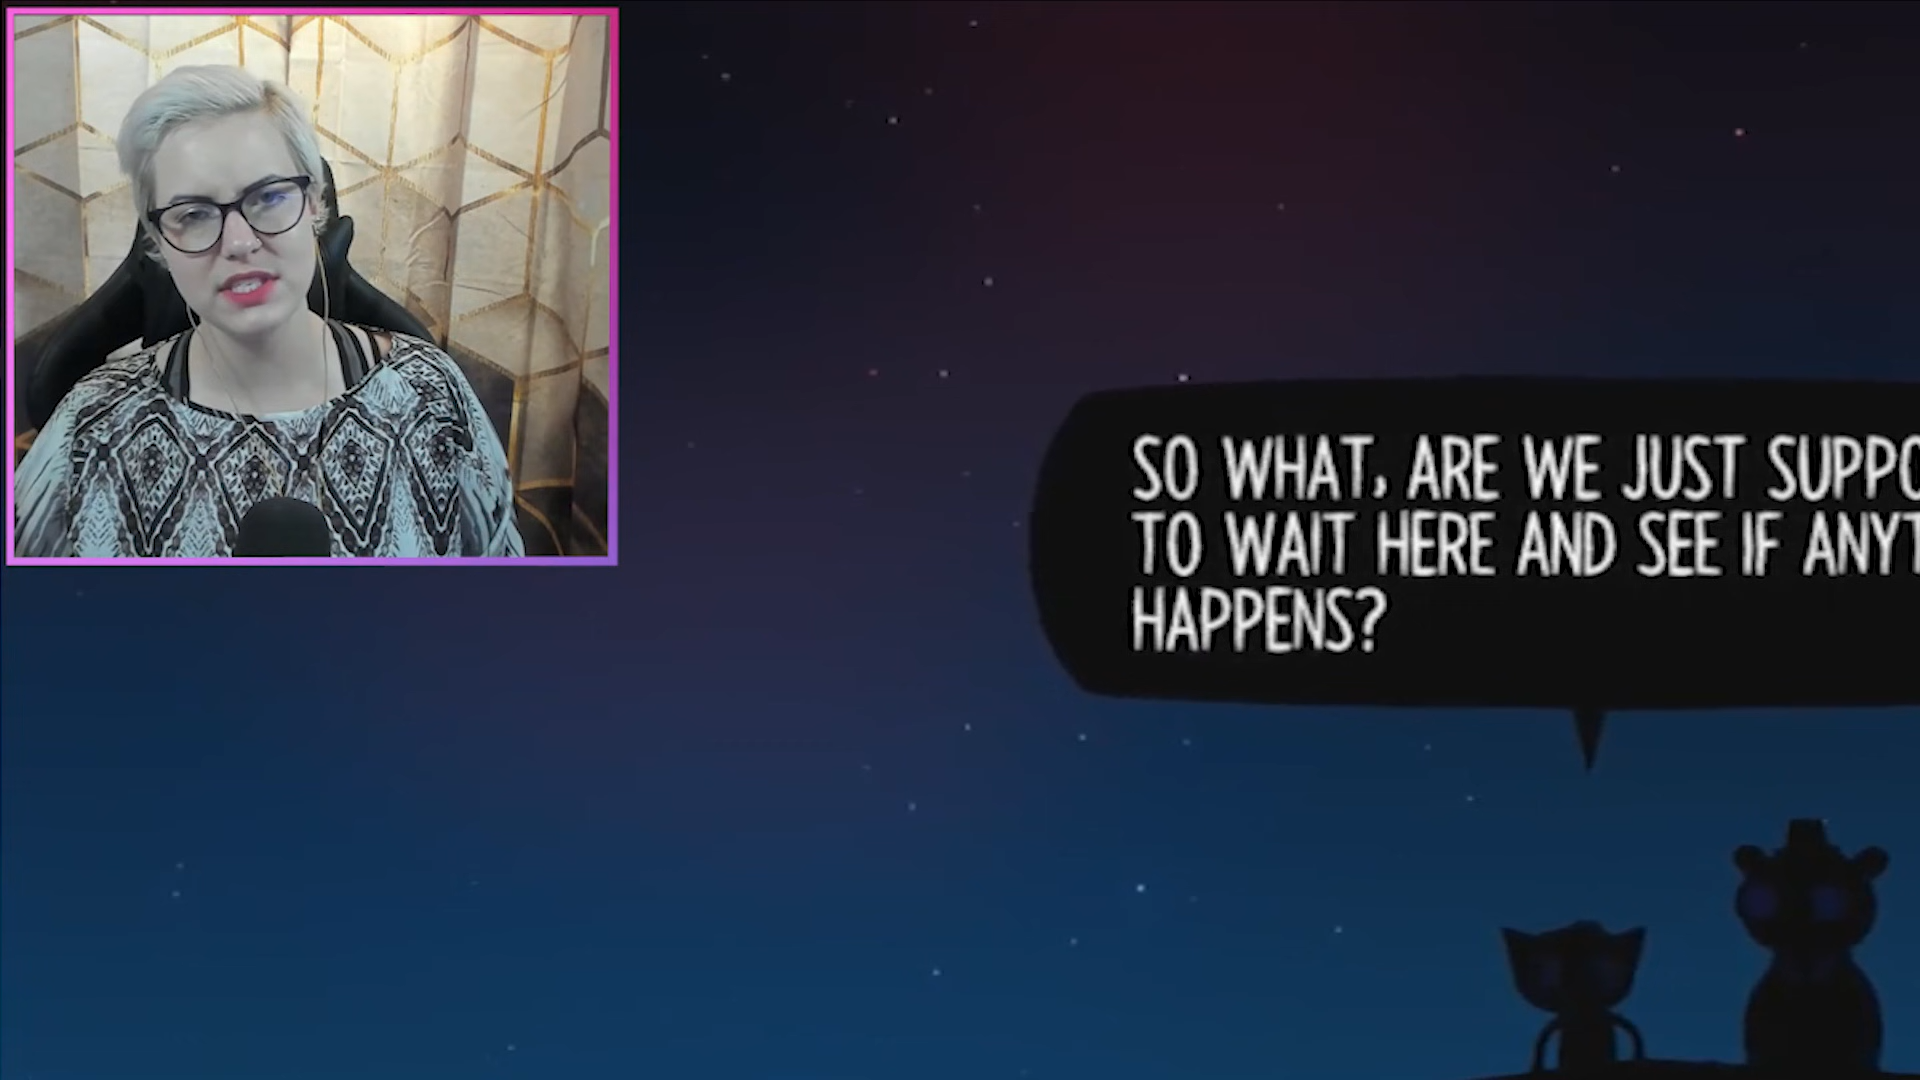 SO WHAT, ARE WE JUST SUPPO
TO WAIT HERE AND SEE IF ANYT
HAPPENS?